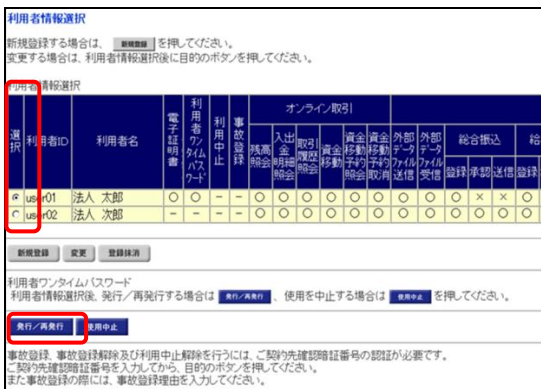 利用者情報選択
新規登録する場合は、 新規登録 を押してください。
変更する場合は、利用者情報選択後に目的のボタンを押してください。
利用者情報選択
選択 利用者ID 利用者名 電子証明書 利用者ワンタイムパスワード 利用中止 事故登録 オンライン取引
残高照会 入出金明細照会 取引履歴照会 資金移動 資金移動予約照会 資金移動予約取消 外部データファイル送信 外部データファイル受信 総合振込 給
登録 承認 送信 登録
user01 法人 太郎 ○ ○ － － ○ ○ ○ ○ ○ ○ ○ ○ ○ × × ○
user02 法人 次郎 － － － － ○ ○ ○ ○ ○ ○ ○ ○ ○ ○ ○ ○
新規登録 変更 登録抹消
利用者ワンタイムパスワード
利用者情報選択後、発行/再発行する場合は 発行/再発行 、使用を中止する場合は 使用中止 を押してください。
発行/再発行 使用中止
事故登録、事故登録解除及び利用中止解除を行うには、ご契約先確認暗証番号の認証が必要です。
ご契約先確認暗証番号を入力してから、目的のボタンを押してください。
また事故登録の際には、事故登録理由を入力してください。